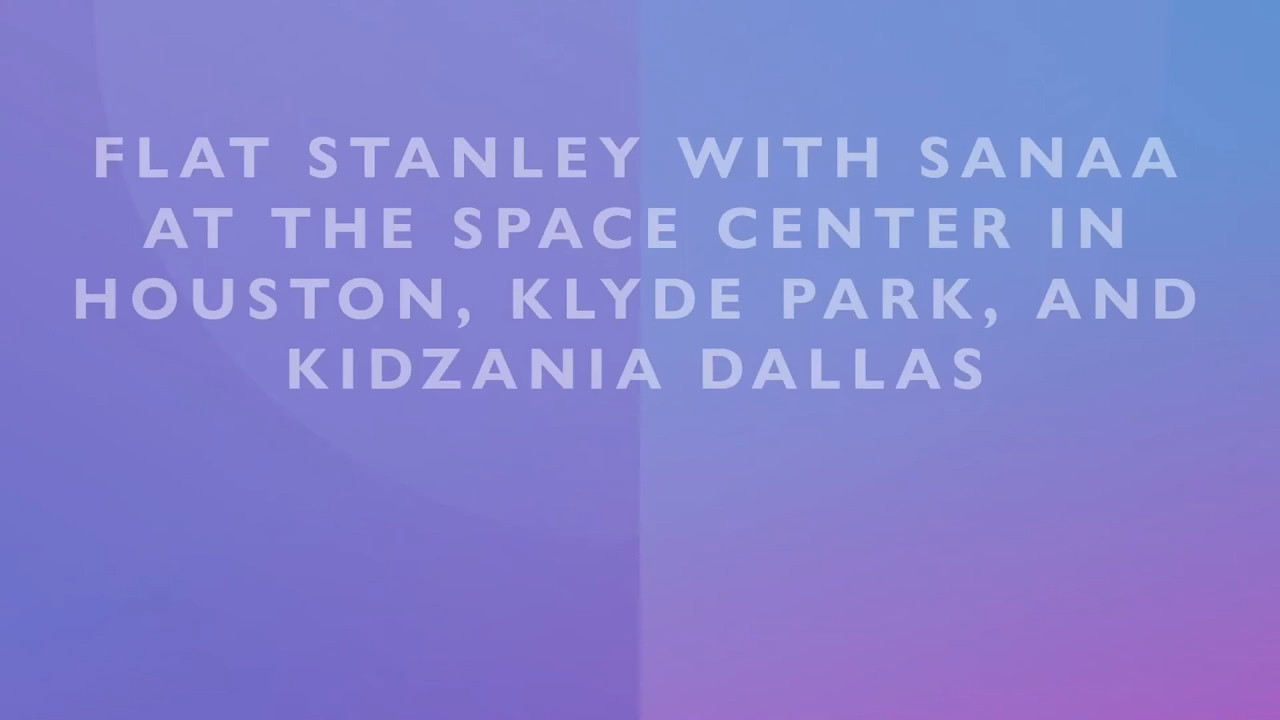 FLAT STANLEY WITH SANAA
AT THE SPACE CENTER IN
HOUSTON, KLYDE PARK, AND
KIDZANIA DALLAS